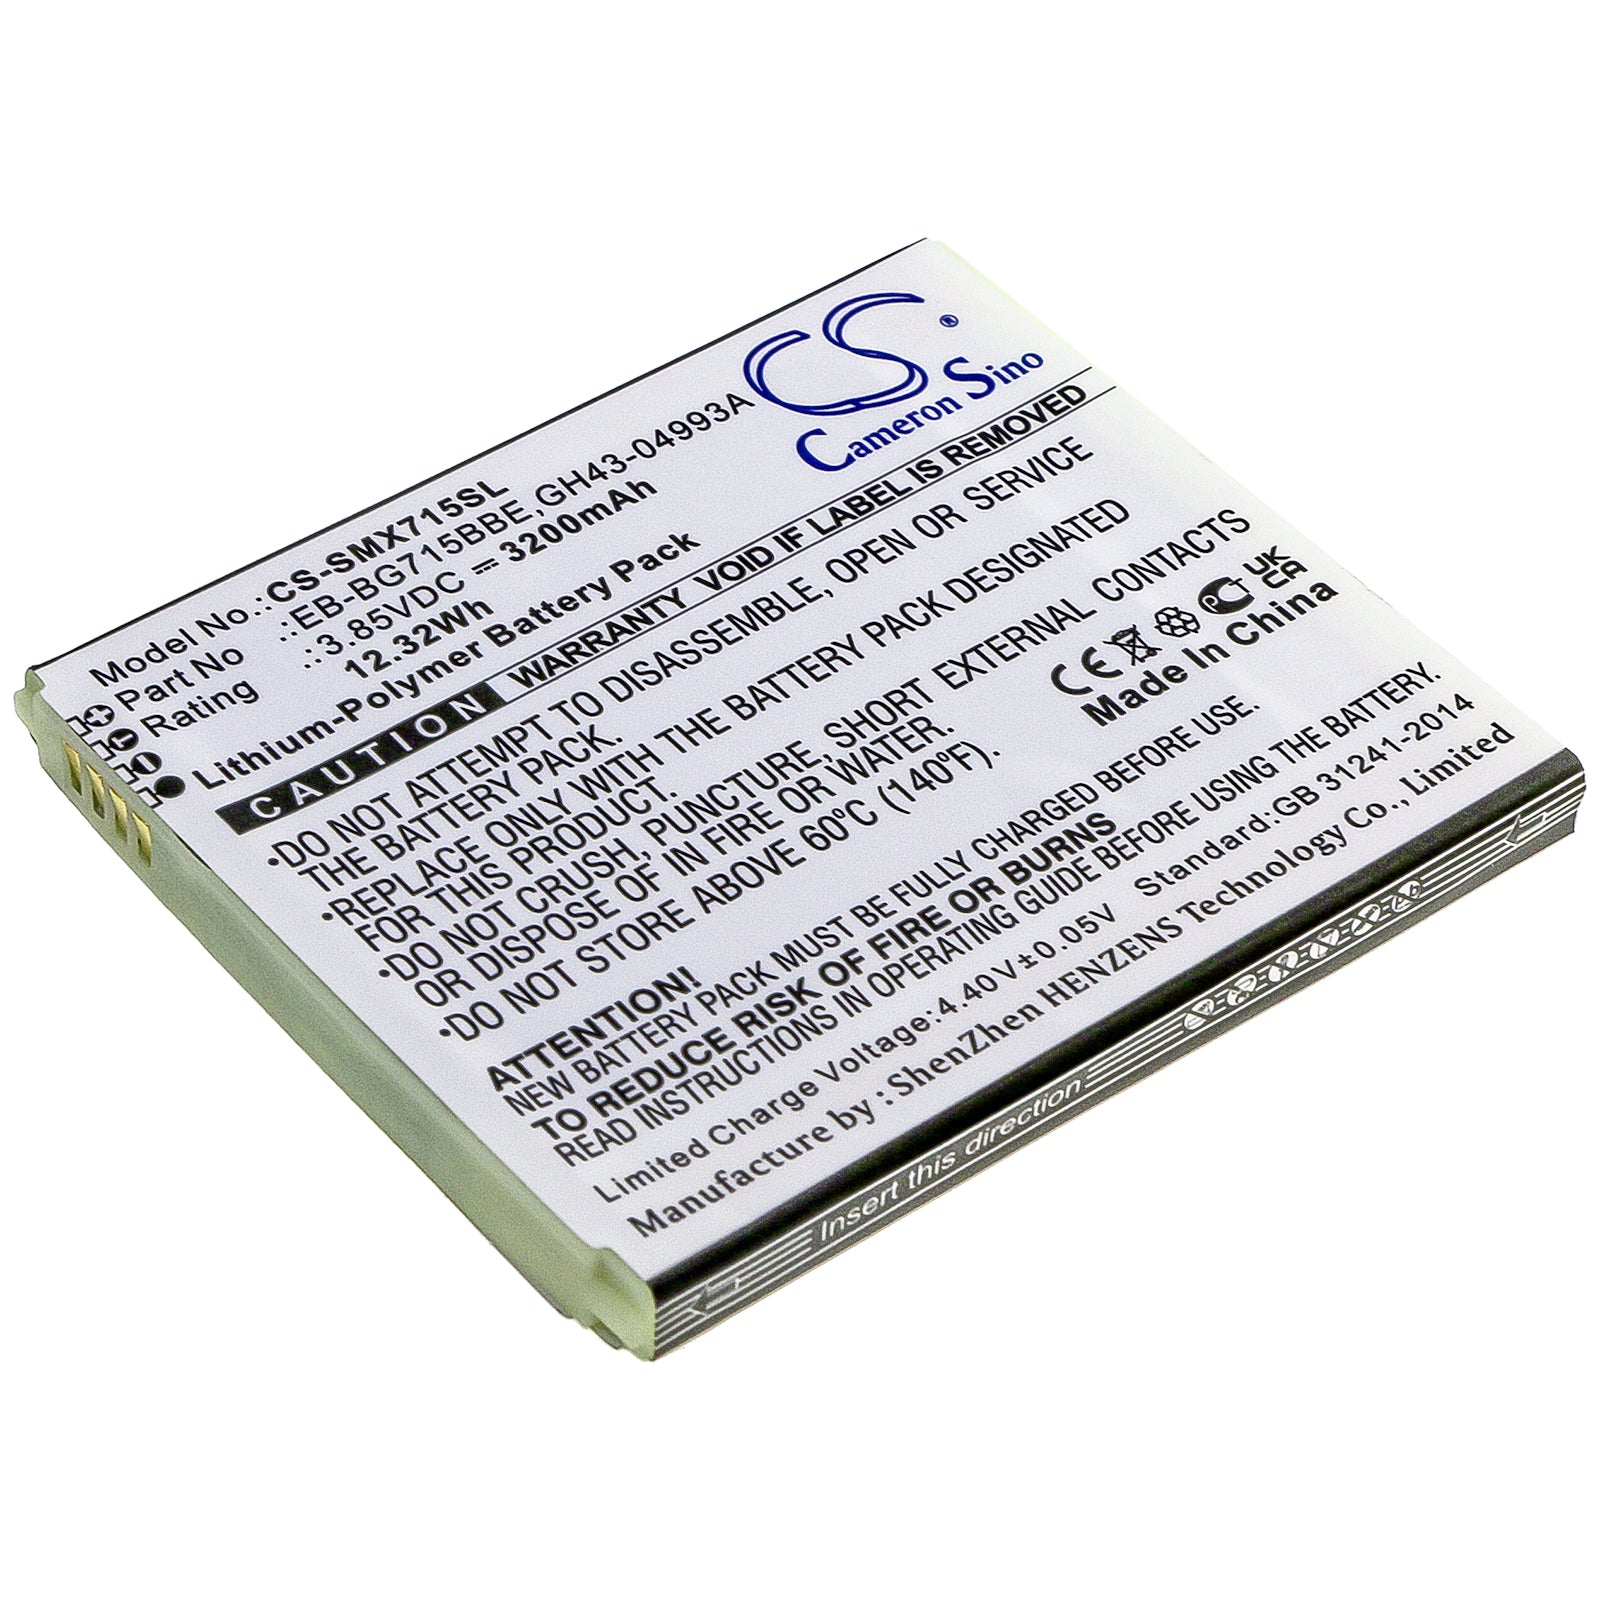 CS®
Cameron Sino
Model No.: CS-SMX715SL
Part No : EB-BG715BBE,GH43-04993A
Rating : 3.85VDC 3200mAh
12.32Wh
Lithium-Polymer Battery Pack
CAUTION WARRANTY VOID IF LABEL IS REMOVED
•DO NOT ATTEMPT TO DISASSEMBLE, OPEN OR SERVICE
THE BATTERY PACK.
•REPLACE ONLY WITH THE BATTERY PACK DESIGNATED
FOR THIS PRODUCT.
•DO NOT CRUSH, PUNCTURE, SHORT EXTERNAL CONTACTS
OR DISPOSE OF IN FIRE OR WATER.
•DO NOT STORE ABOVE 60ºC (140ºF).
CE EAC UKCA
Made In China
ATTENTION!
NEW BATTERY PACK MUST BE FULLY CHARGED BEFORE USE.
TO REDUCE RISK OF FIRE OR BURNS
READ INSTRUCTIONS IN OPERATING GUIDE BEFORE USING THE BATTERY.
Limited Charge Voltage:4.40V±0.05V Standard:GB 31241-2014
Manufacture by : ShenZhen HENZENS Technology Co., Limited
Insert this direction